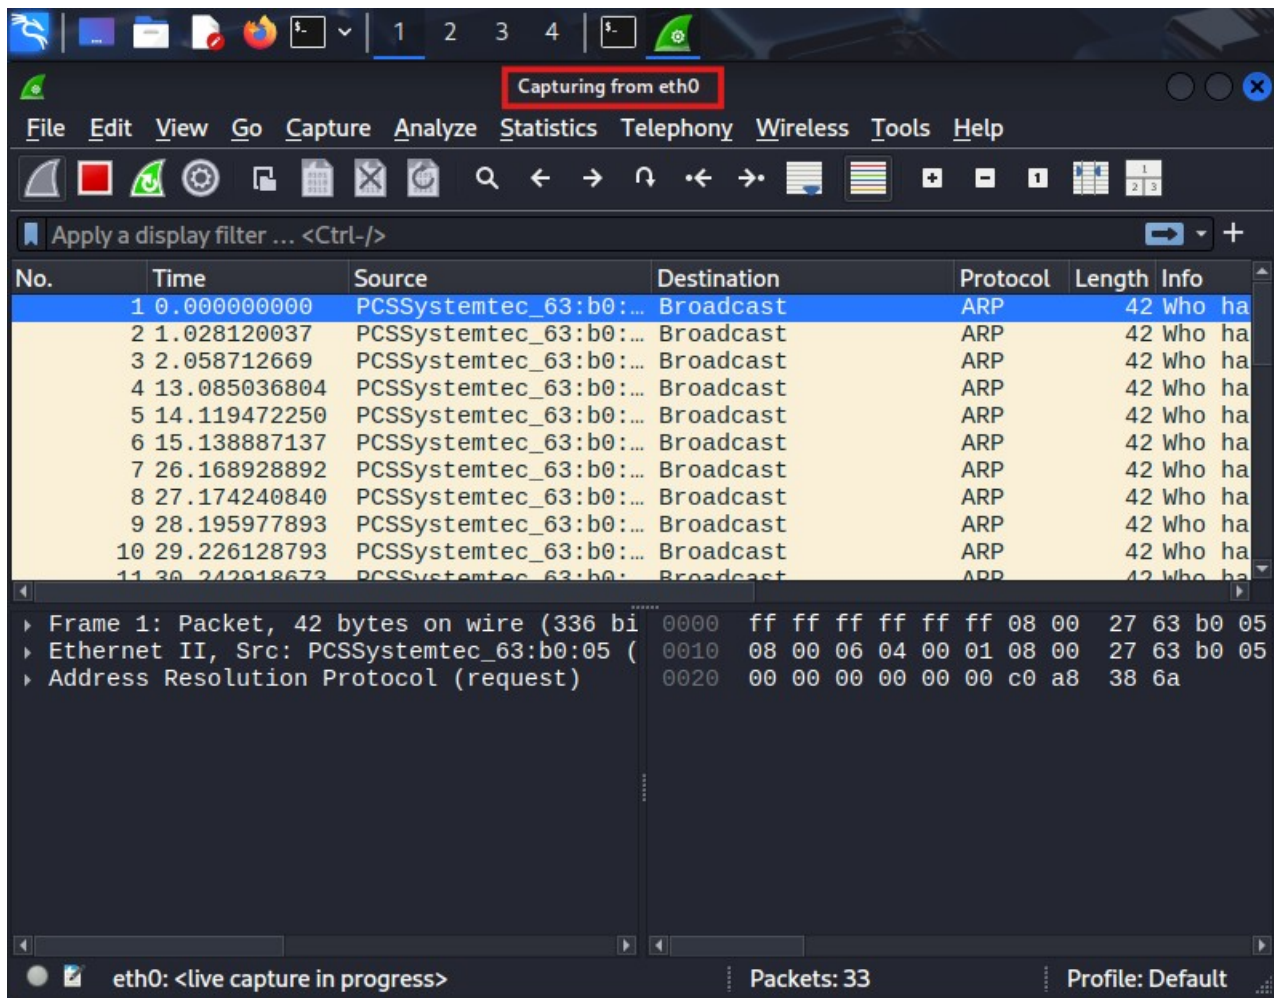 1 2 3 4
Capturing from eth0
File Edit View Go Capture Analyze Statistics Telephony Wireless Tools Help
Apply a display filter … <Ctrl-/>
No. Time Source Destination Protocol Length Info
1 0.000000000 PCSSystemtec_63:b0:… Broadcast ARP 42 Who ha
2 1.028120037 PCSSystemtec_63:b0:… Broadcast ARP 42 Who ha
3 2.058712669 PCSSystemtec_63:b0:… Broadcast ARP 42 Who ha
4 13.085036804 PCSSystemtec_63:b0:… Broadcast ARP 42 Who ha
5 14.119472250 PCSSystemtec_63:b0:… Broadcast ARP 42 Who ha
6 15.138887137 PCSSystemtec_63:b0:… Broadcast ARP 42 Who ha
7 26.168928892 PCSSystemtec_63:b0:… Broadcast ARP 42 Who ha
8 27.174240840 PCSSystemtec_63:b0:… Broadcast ARP 42 Who ha
9 28.195977893 PCSSystemtec_63:b0:… Broadcast ARP 42 Who ha
10 29.226128793 PCSSystemtec_63:b0:… Broadcast ARP 42 Who ha
11 30.242918673 PCSSystemtec_63:b0:… Broadcast ARP 42 Who ha
Frame 1: Packet, 42 bytes on wire (336 bi 0000 ff ff ff ff ff ff 08 00 27 63 b0 05
Ethernet II, Src: PCSSystemtec_63:b0:05 ( 0010 08 00 06 04 00 01 08 00 27 63 b0 05
Address Resolution Protocol (request) 0020 00 00 00 00 00 00 c0 a8 38 6a
eth0: <live capture in progress> Packets: 33 Profile: Default